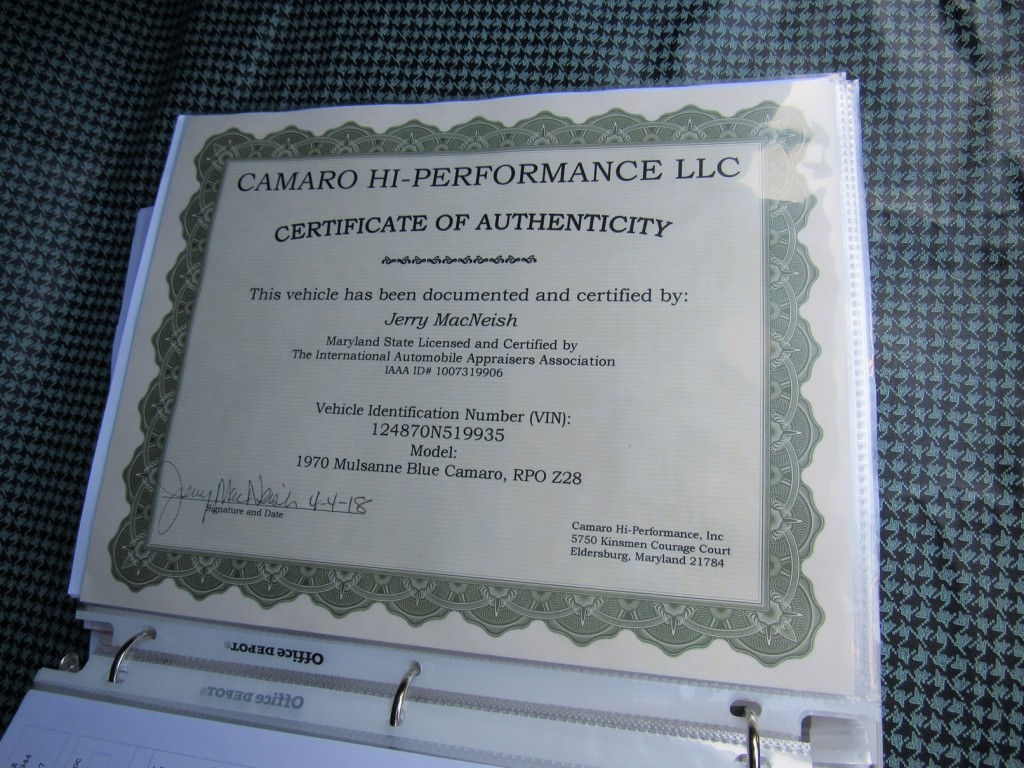 CAMARO HI-PERFORMANCE LLC
CERTIFICATE OF AUTHENTICITY
This vehicle has been documented and certified by:
Jerry MacNeish
Maryland State Licensed and Certified by
The International Automobile Appraisers Association
IAAA ID# 1007319906
Vehicle Identification Number (VIN):
124870N519935
Model:
1970 Mulsanne Blue Camaro, RPO Z28
Jerry MacNeish 4-4-18
Signature and Date
Camaro Hi-Performance, Inc
5750 Kinsmen Courage Court
Eldersburg, Maryland 21784
Office DEPOT®
Office DEPOT®